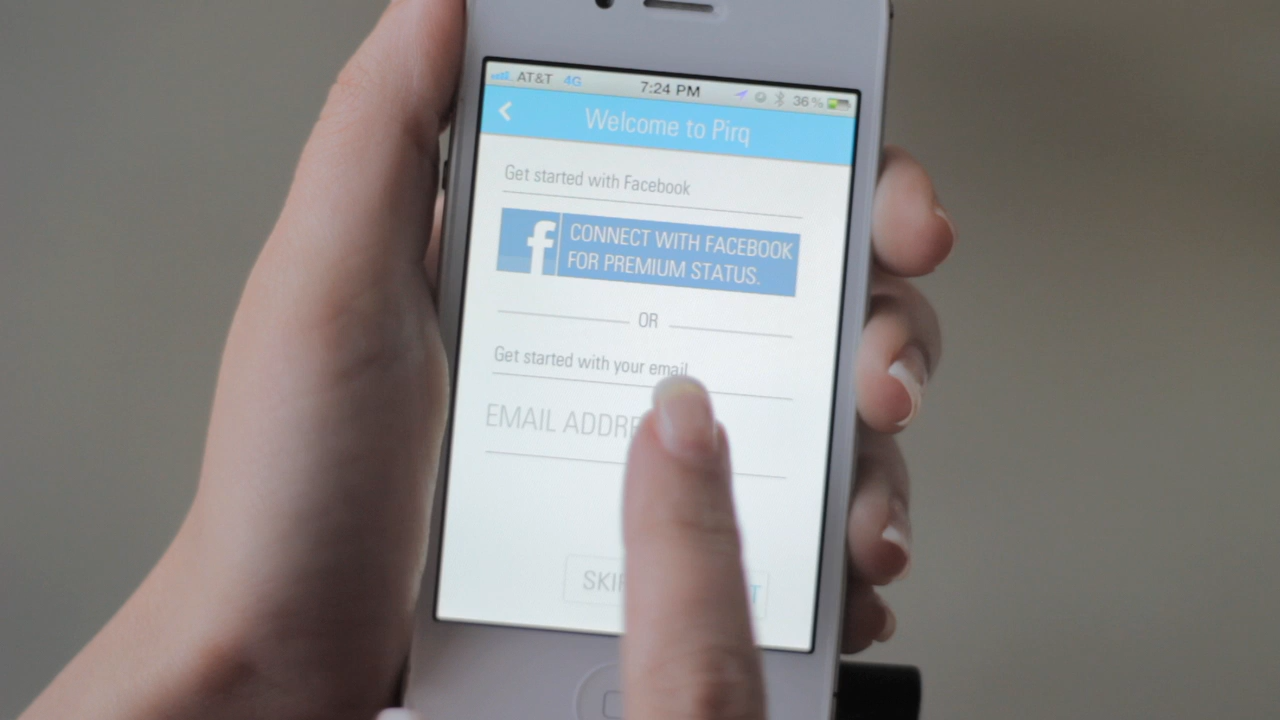 AT&T 4G 7:24 PM 36%
Welcome to Pirq
Get started with Facebook
f CONNECT WITH FACEBOOK
FOR PREMIUM STATUS.
OR
Get started with your email
EMAIL